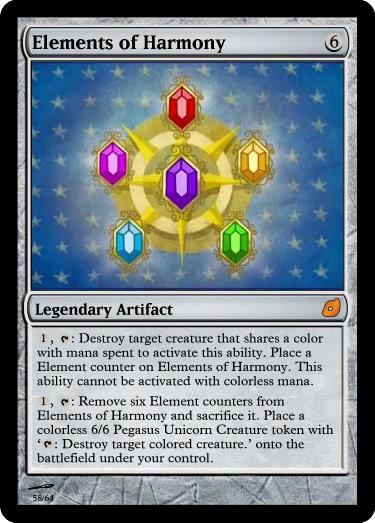 Elements of Harmony 6
Legendary Artifact
1, : Destroy target creature that shares a color
with mana spent to activate this ability. Place a
Element counter on Elements of Harmony. This
ability cannot be activated with colorless mana.
1, : Remove six Element counters from
Elements of Harmony and sacrifice it. Place a
colorless 6/6 Pegasus Unicorn Creature token with
‘: Destroy target colored creature.’ onto the
battlefield under your control.
58/64